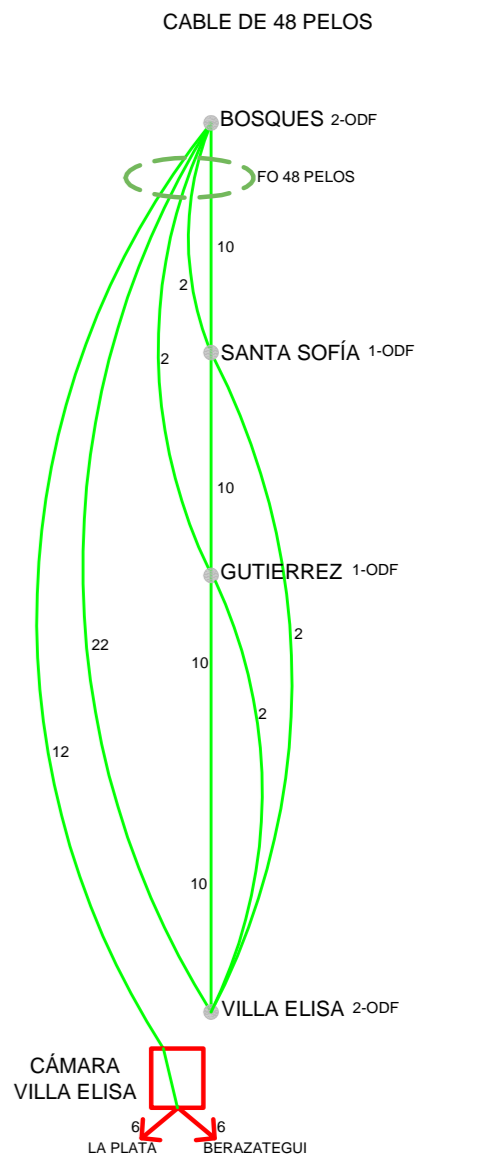 CABLE DE 48 PELOS
BOSQUES 2-ODF
FO 48 PELOS
10
2
SANTA SOFÍA 1-ODF
2
10
GUTIERREZ 1-ODF
2
22
10
2
12
10
VILLA ELISA 2-ODF
CÁMARA
VILLA ELISA
6 6
LA PLATA BERAZATEGUI